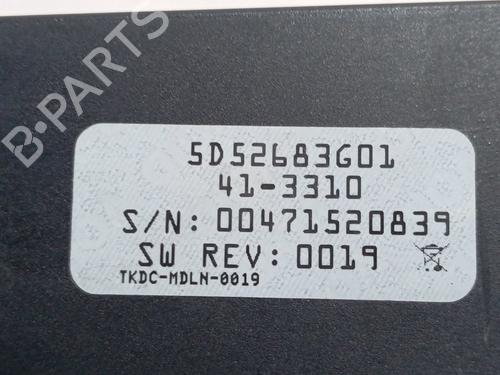 B-PARTS
5D52683G01
41-3310
S/N: 00471520839
SW REV: 0019
TKDC-MDLN-0019